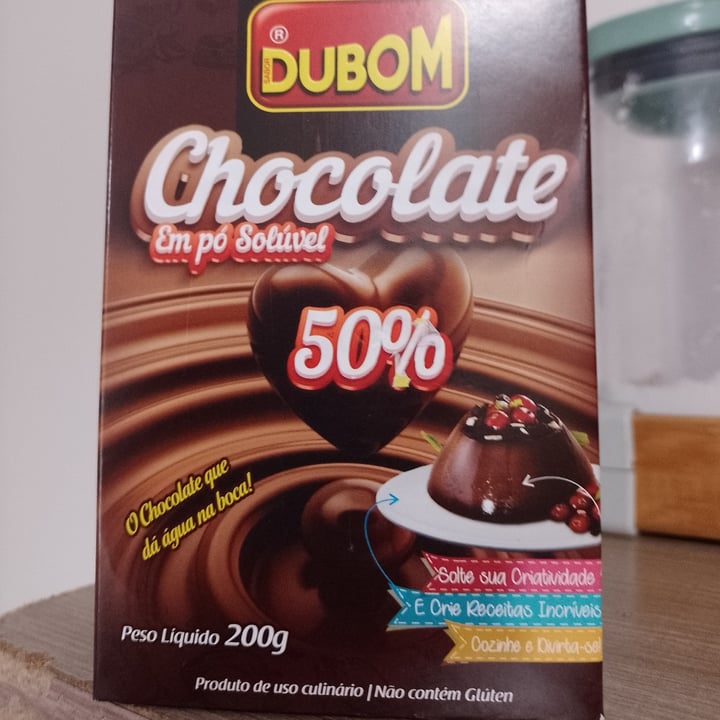 ®
SABOR
DUBOM
Chocolate
Em pó Solúvel
50%
O Chocolate que
dá água na boca!
Solte sua Criatividade
E Crie Receitas Incríveis
Cozinhe e Divirta-se!
Peso Líquido 200g
Produto de uso culinário | Não contém Glúten